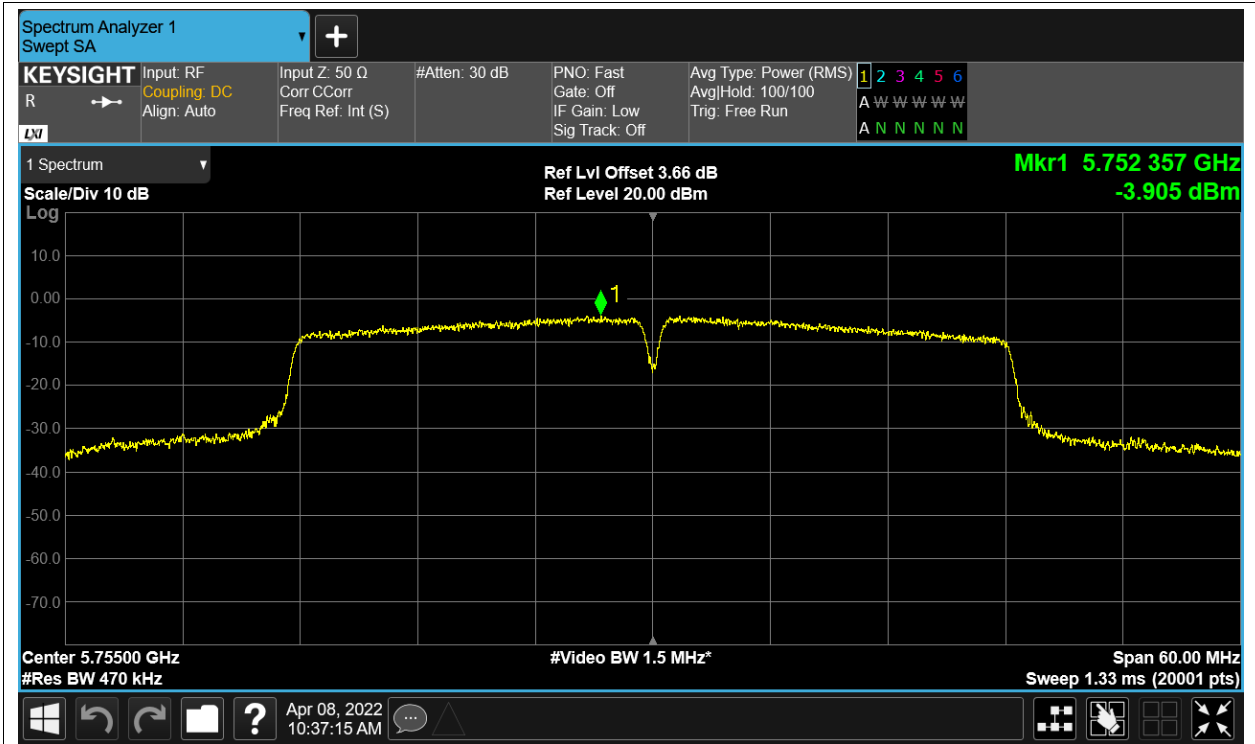 Spectrum Analyzer 1
Swept SA
KEYSIGHT
R
LXI
Input: RF
Coupling: DC
Align: Auto
Input Z: 50 Ω
Corr CCorr
Freq Ref: Int (S)
#Atten: 30 dB
PNO: Fast
Gate: Off
IF Gain: Low
Sig Track: Off
Avg Type: Power (RMS)
Avg|Hold: 100/100
Trig: Free Run
1 2 3 4 5 6
A W W W W W
A N N N N N
1 Spectrum
Scale/Div 10 dB
Log
Ref Lvl Offset 3.66 dB
Ref Level 20.00 dBm
Mkr1 5.752 357 GHz
-3.905 dBm
10.0
0.00
1
-10.0
-20.0
-30.0
-40.0
-50.0
-60.0
-70.0
Center 5.75500 GHz
#Res BW 470 kHz
#Video BW 1.5 MHz*
Span 60.00 MHz
Sweep 1.33 ms (20001 pts)
?
Apr 08, 2022
10:37:15 AM